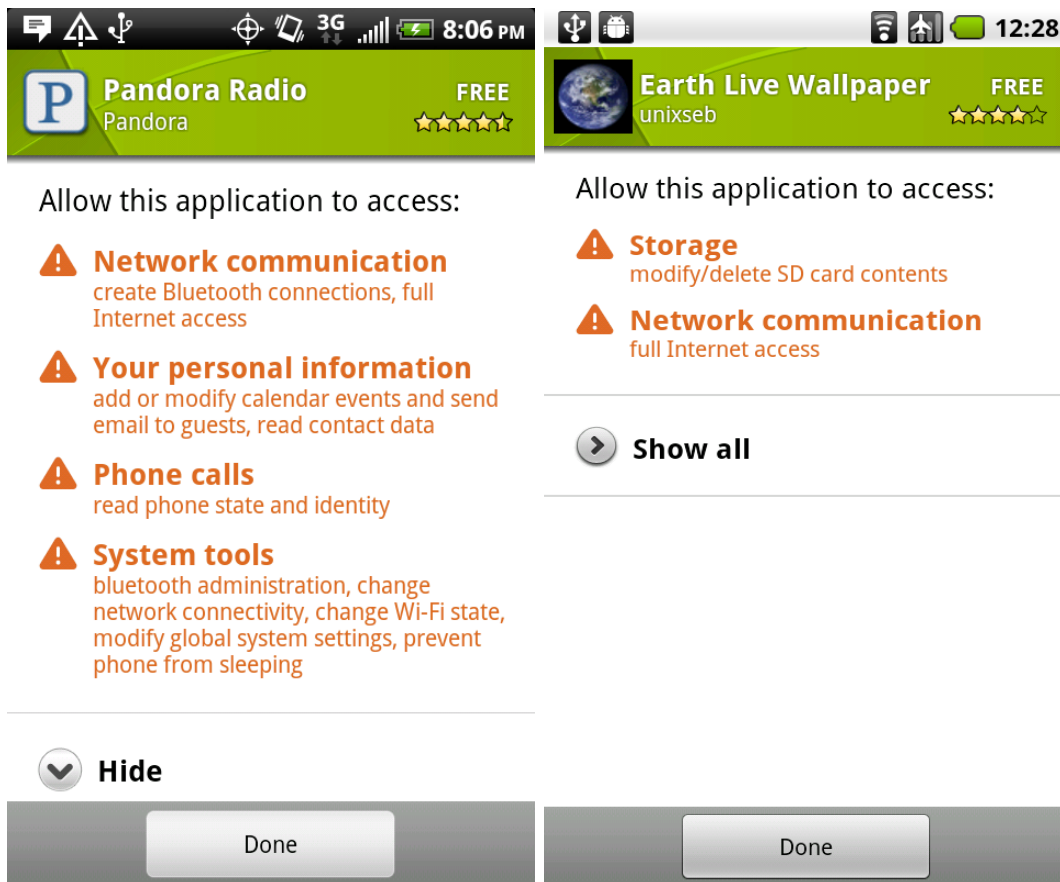 3G 8:06 PM
P
Pandora Radio
FREE
Pandora
Allow this application to access:
Network communication
create Bluetooth connections, full
Internet access
Your personal information
add or modify calendar events and send
email to guests, read contact data
Phone calls
read phone state and identity
System tools
bluetooth administration, change
network connectivity, change Wi-Fi state,
modify global system settings, prevent
phone from sleeping
Hide
Done
12:28
Earth Live Wallpaper
FREE
unixseb
Allow this application to access:
Storage
modify/delete SD card contents
Network communication
full Internet access
Show all
Done